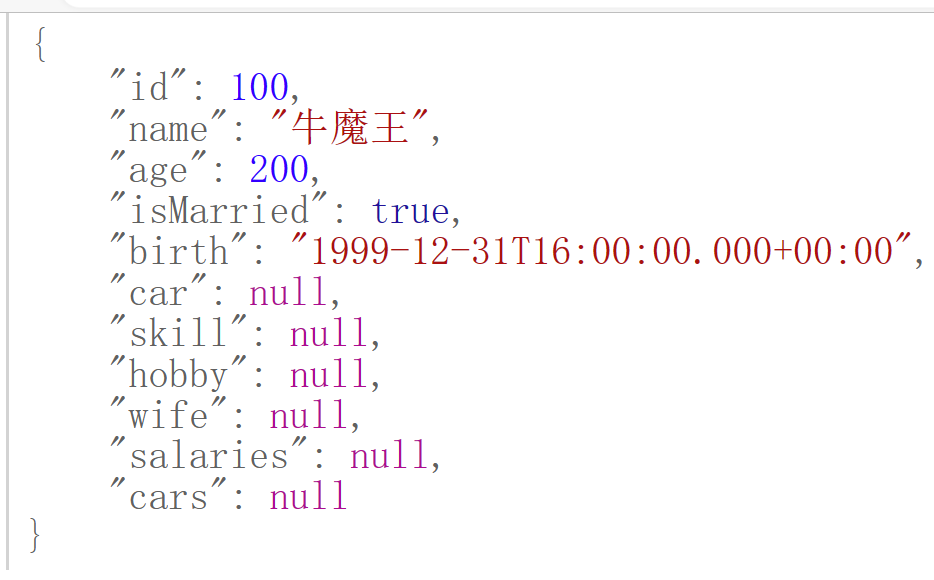 {
"id": 100,
"name": "牛魔王",
"age": 200,
"isMarried": true,
"birth": "1999-12-31T16:00:00.000+00:00",
"car": null,
"skill": null,
"hobby": null,
"wife": null,
"salaries": null,
"cars": null
}